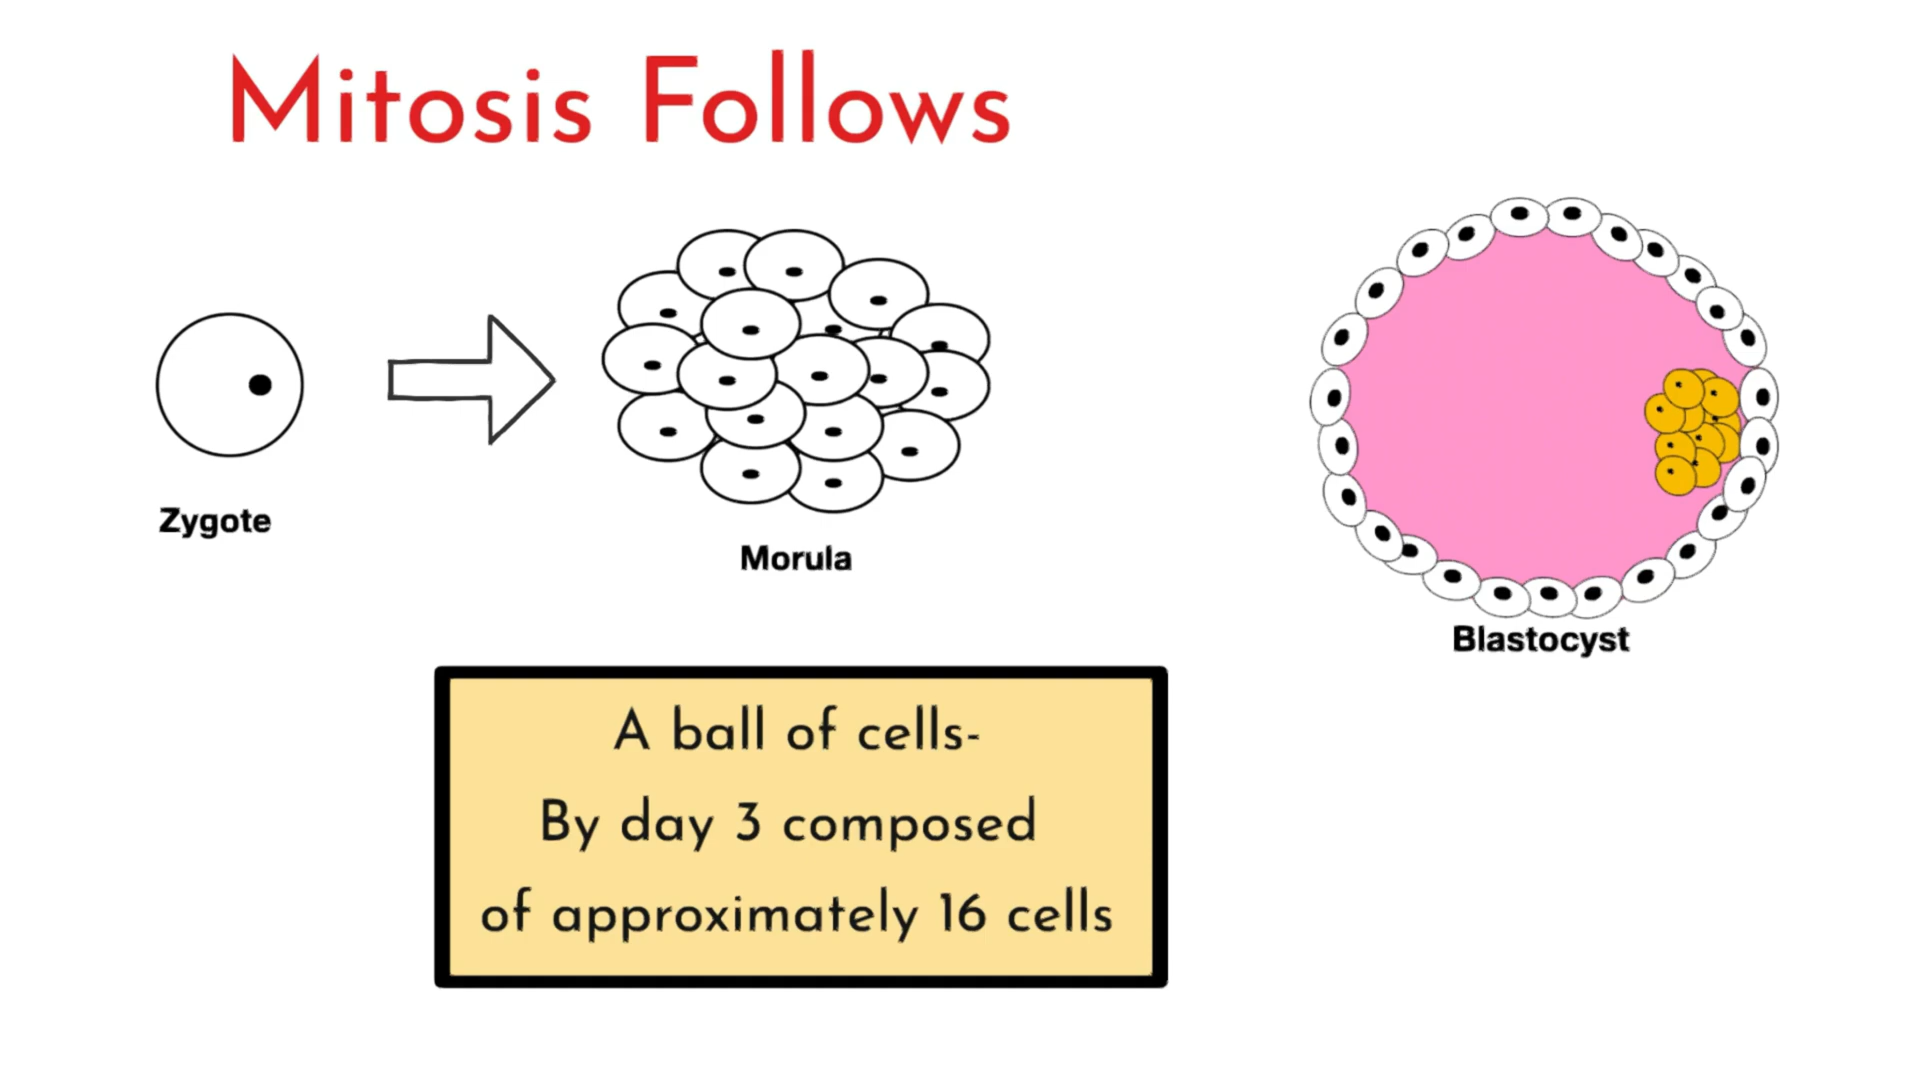 Mitosis Follows
Zygote
Morula
Blastocyst
A ball of cells-
By day 3 composed
of approximately 16 cells